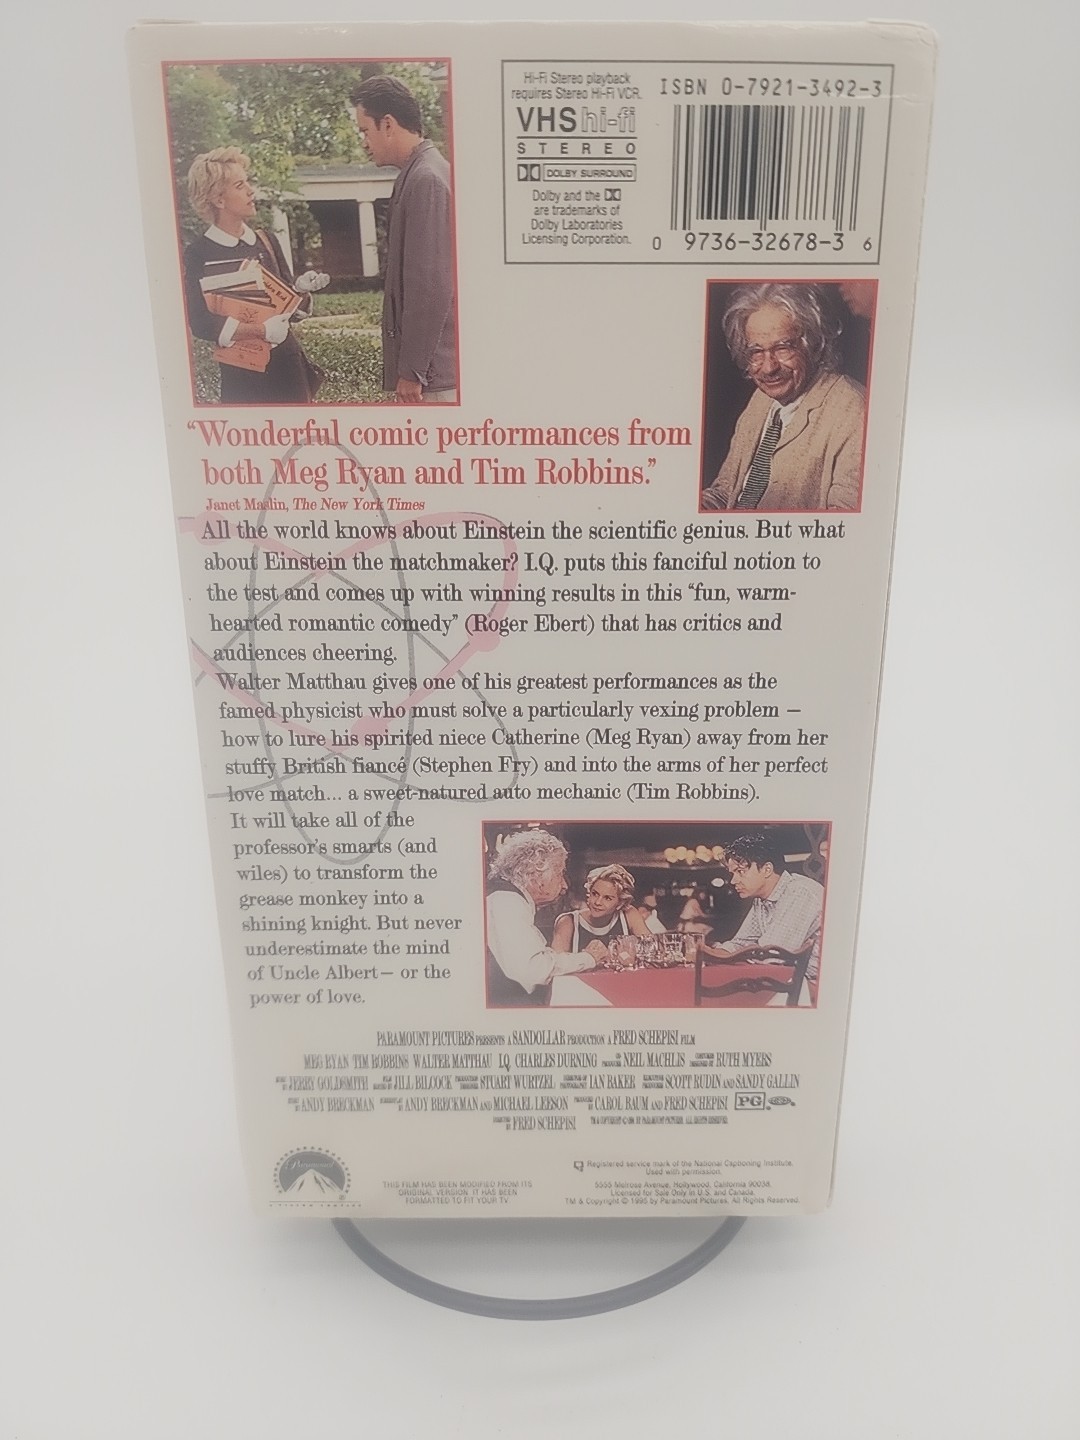 Hi-Fi Stereo playback
requires Stereo Hi-Fi VCR.
VHS hi-fi
STEREO
DOLBY SURROUND
Dolby and the
are trademarks of
Dolby Laboratories
Licensing Corporation.
ISBN 0-7921-3492-3
0 9736-32678-3 6
“Wonderful comic performances from
both Meg Ryan and Tim Robbins.”
Janet Maslin, The New York Times
All the world knows about Einstein the scientific genius. But what
about Einstein the matchmaker? I.Q. puts this fanciful notion to
the test and comes up with winning results in this “fun, warm-
hearted romantic comedy” (Roger Ebert) that has critics and
audiences cheering.
Walter Matthau gives one of his greatest performances as the
famed physicist who must solve a particularly vexing problem —
how to lure his spirited niece Catherine (Meg Ryan) away from her
stuffy British fiancé (Stephen Fry) and into the arms of her perfect
love match... a sweet-natured auto mechanic (Tim Robbins).
It will take all of the
professor's smarts (and
wiles) to transform the
grease monkey into a
shining knight. But never
underestimate the mind
of Uncle Albert— or the
power of love.
PARAMOUNT PICTURES PRESENTS A SANDOLLAR PRODUCTION A FRED SCHEPISI FILM
MEG RYAN TIM ROBBINS WALTER MATTHAU I.Q. CHARLES DURNING NEIL MACHLIS RUTH MYERS
JERRY GOLDSMITH JILL BILCOCK STUART WURTZEL IAN BAKER SCOTT RUDIN AND SANDY GALLIN
ANDY BRECKMAN ANDY BRECKMAN AND MICHAEL LEESON CAROL BAUM AND FRED SCHEPISI PG
FRED SCHEPISI
Paramount
THIS FILM HAS BEEN MODIFIED FROM ITS
ORIGINAL VERSION. IT HAS BEEN
FORMATTED TO FIT YOUR TV.
Registered service mark of the National Captioning Institute.
Used with permission.
5555 Melrose Avenue, Hollywood, California 90038.
Licensed for Sale Only in U.S. and Canada.
TM & Copyright © 1995 by Paramount Pictures. All Rights Reserved.